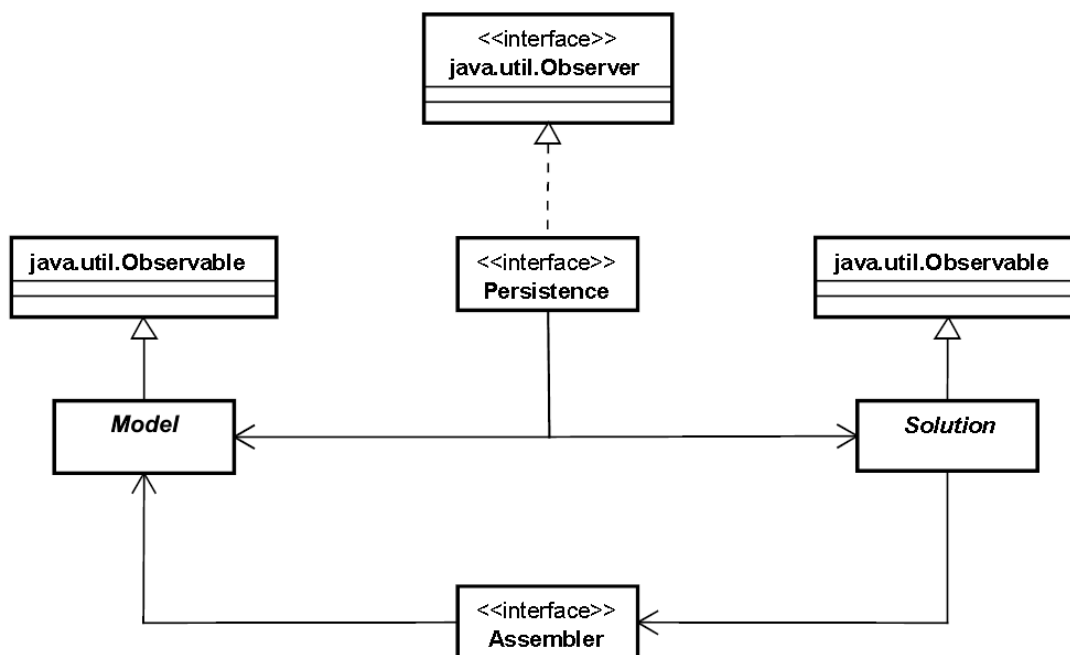 <<interface>>
java.util.Observer
java.util.Observable
<<interface>>
Persistence
java.util.Observable
Model
Solution
<<interface>>
Assembler